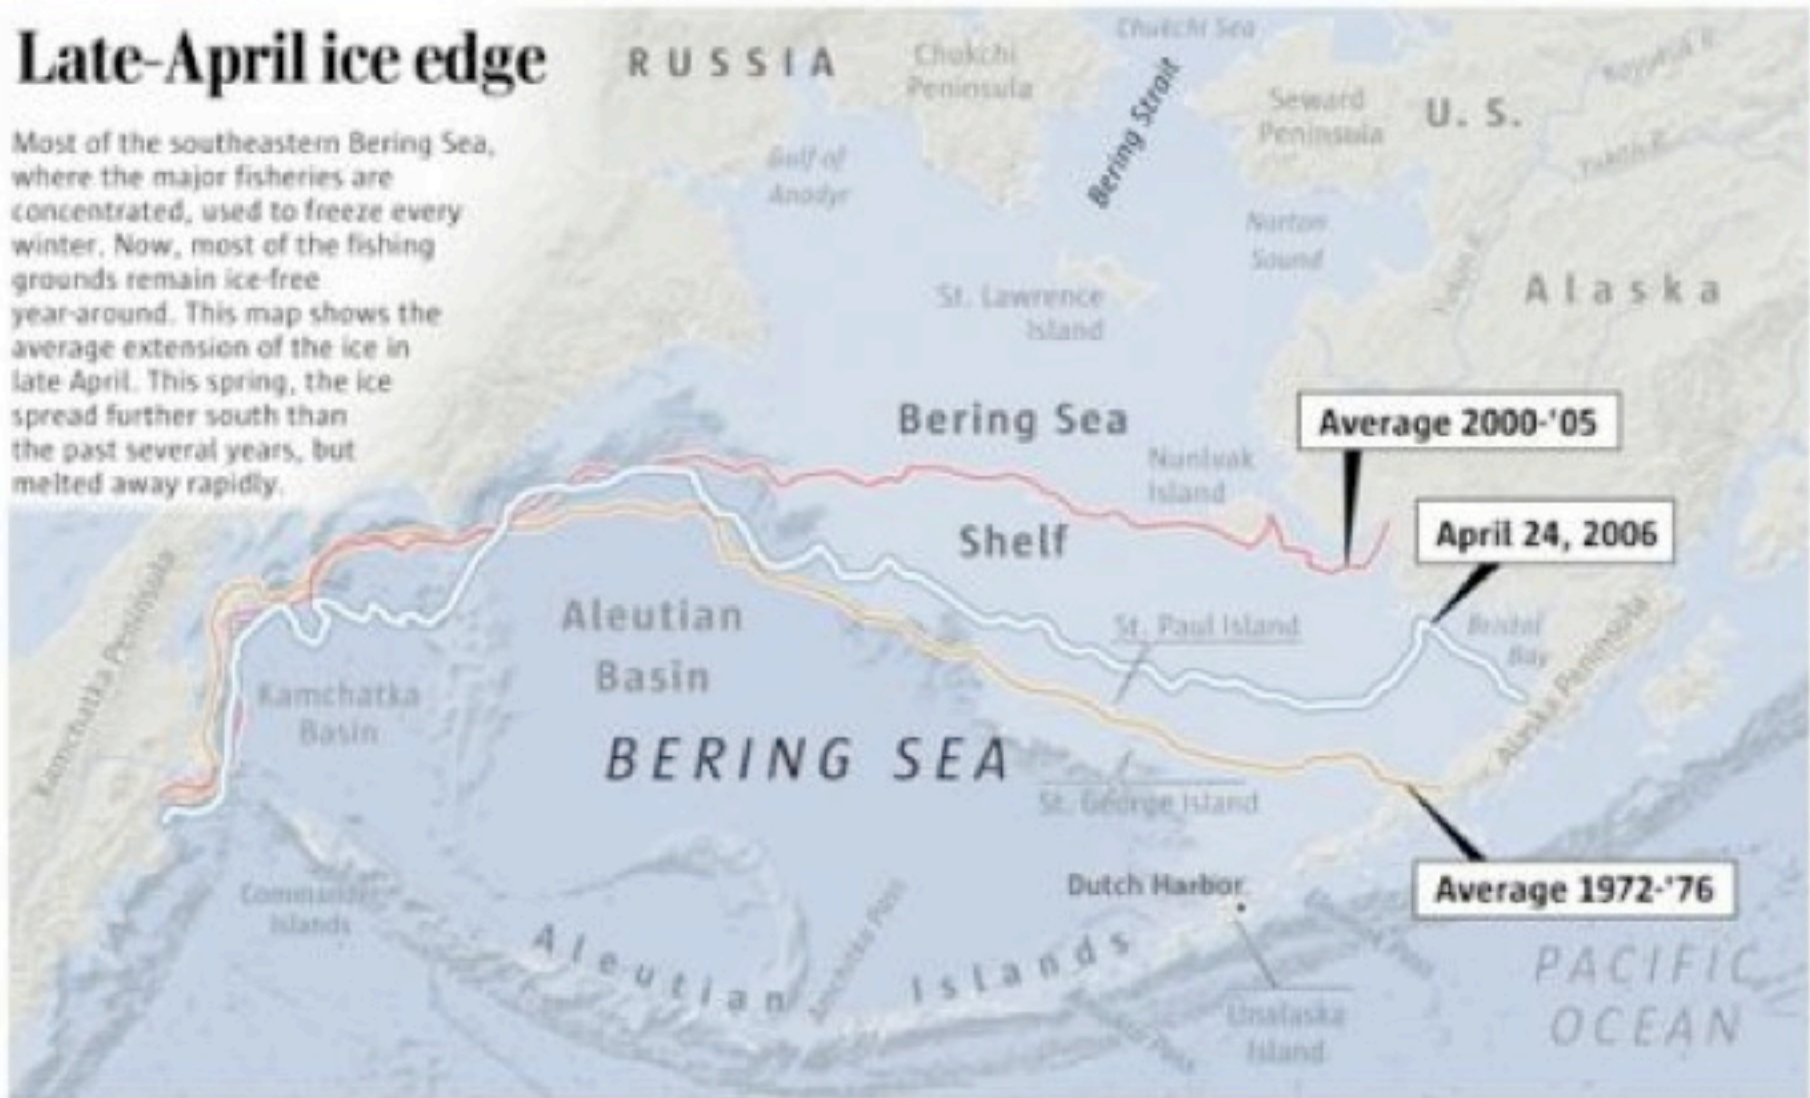 Late-April ice edge
Most of the southeastern Bering Sea,
where the major fisheries are
concentrated, used to freeze every
winter. Now, most of the fishing
grounds remain ice-free
year-around. This map shows the
average extension of the ice in
late April. This spring, the ice
spread further south than
the past several years, but
melted away rapidly.
RUSSIA
Chukchi
Peninsula
Chukchi Sea
Bering Strait
Seward
Peninsula
U. S.
Koyukuk R.
Yukon R.
Gulf of
Anadyr
Norton
Sound
Yukon R.
St. Lawrence
Island
Alaska
Bering Sea
Shelf
Nunivak
Island
Average 2000-'05
April 24, 2006
Kamchatka Peninsula
Aleutian
Basin
St. Paul Island
Bristol
Bay
Alaska Peninsula
Kamchatka
Basin
BERING SEA
St. George Island
Dutch Harbor
Average 1972-'76
Commander
Islands
Aleutian Islands
Amchitka Pass
Unalaska
Island
PACIFIC
OCEAN